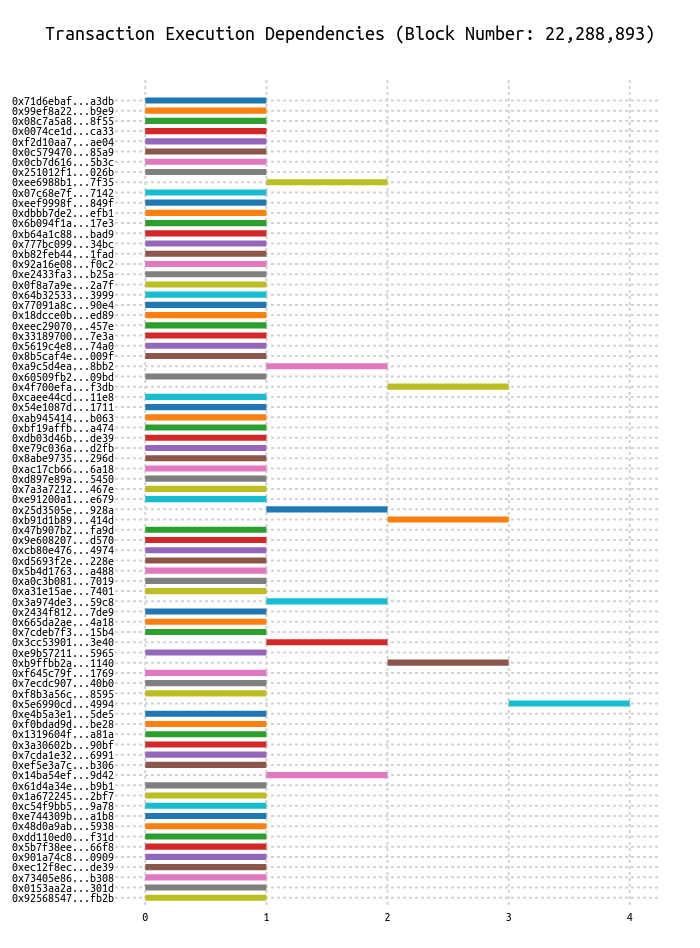 Transaction Execution Dependencies (Block Number: 22,288,893)
0x71d6ebaf...a3db
0x99ef8a22...b9e9
0x08c7a5a8...8f55
0x0074ce1d...ca33
0xf2d10aa7...ae04
0x0c579470...85a9
0x0cb7d616...5b3c
0x251012f1...026b
0xee6988b1...7f35
0x07c68e7f...7142
0xeef9998f...849f
0xdbbb7de2...efb1
0x6b094f1a...17e3
0xb64a1c88...bad9
0x777bc099...34bc
0xb82feb44...1fad
0x92a16e08...f0c2
0xe2433fa3...b25a
0x0f8a7a9e...2a7f
0x64b32533...3999
0x77091a8c...90e4
0x18dcce0b...ed89
0xeec29070...457e
0x33189700...7e3a
0x5619c4e8...74a0
0x8b5caf4e...009f
0xa9c5d4ea...8bb2
0x60509fb2...09bd
0x4f700efa...f3db
0xcaee44cd...11e8
0x54e1087d...1711
0xab945414...b063
0xbf19affb...a474
0xdb03d46b...de39
0xe79c036a...d2fb
0x8abe9735...296d
0xac17cb66...6a18
0xd897e89a...5450
0x7a3a7212...467e
0xe91200a1...e679
0x25d3505e...928a
0xb91d1b89...414d
0x47b907b2...fa9d
0x9e608207...d570
0xcb80e476...4974
0xd5693f2e...228e
0x5b4d1763...a488
0xa0c3b081...7019
0xa31e15ae...7401
0x3a974de3...59c8
0x2434f812...7de9
0x665da2ae...4a18
0x7cdeb7f3...15b4
0x3cc53901...3e40
0xe9b57211...5965
0xb9ffbb2a...1140
0xf645c79f...1769
0x7ecdc907...40b0
0xf8b3a56c...8595
0x5e6990cd...4994
0xe4b5a3e1...5de5
0xf0bdad9d...be28
0x1319604f...a81a
0x3a30602b...90bf
0x7cda1e32...6991
0xef5e3a7c...b306
0x14ba54ef...9d42
0x61d4a34e...b9b1
0x1a672245...2bf7
0xc54f9bb5...9a78
0xe744309b...a1b8
0x48d0a9ab...5938
0xdd110ed0...f31d
0x5b7f38ee...66f8
0x901a74c8...0909
0xec12f8ec...de39
0x73405e86...b308
0x0153aa2a...301d
0x92568547...fb2b
0 1 2 3 4